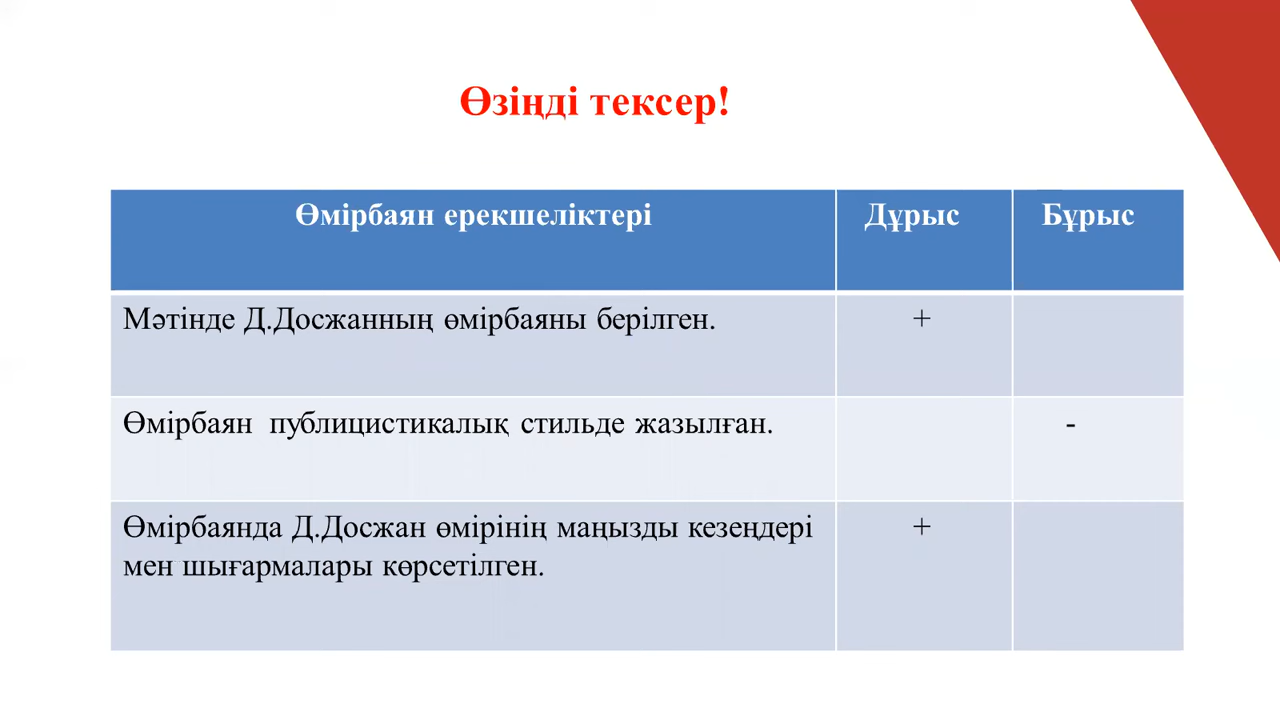 Өзіңді тексер!
Өмірбаян ерекшеліктері Дұрыс Бұрыс
Мәтінде Д.Досжанның өмірбаяны берілген. +
Өмірбаян публицистикалық стильде жазылған. -
Өмірбаянда Д.Досжан өмірінің маңызды кезеңдері +
мен шығармалары көрсетілген.